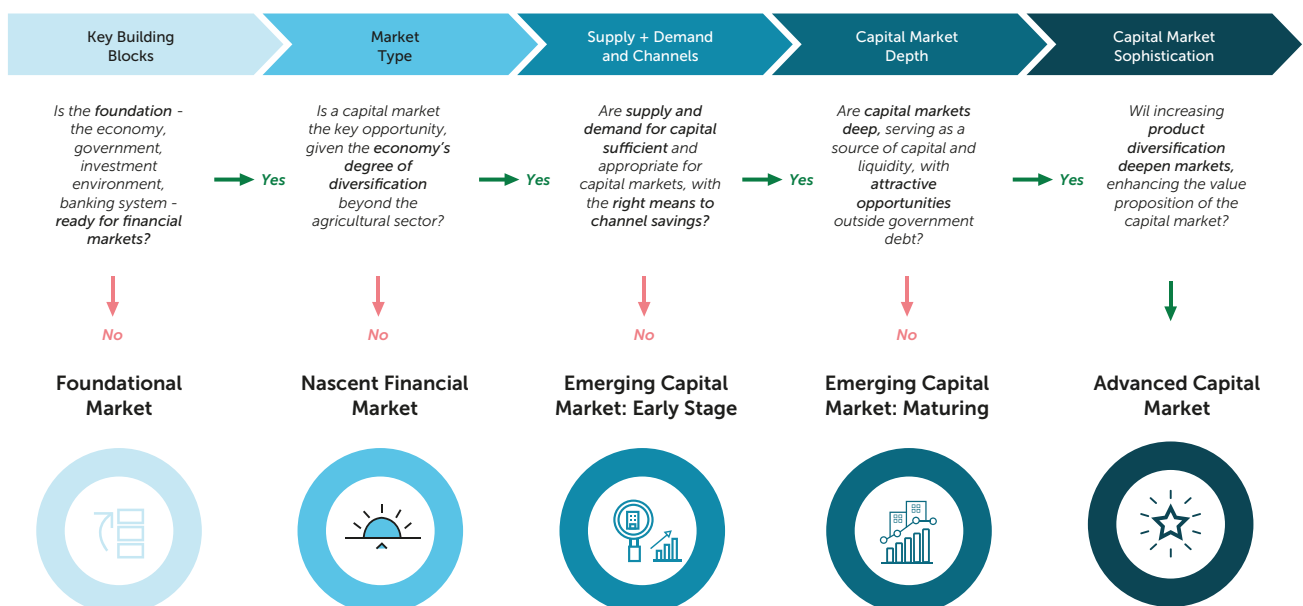 Key Building
Blocks
Market
Type
Supply + Demand
and Channels
Capital Market
Depth
Capital Market
Sophistication
Is the foundation -
the economy,
government,
investment
environment,
banking system -
ready for financial
markets?
Yes
Is a capital market
the key opportunity,
given the economy's
degree of
diversification
beyond the
agricultural sector?
Yes
Are supply and
demand for capital
sufficient and
appropriate for
capital markets, with
the right means to
channel savings?
Yes
Are capital markets
deep, serving as a
source of capital and
liquidity, with
attractive
opportunities
outside government
debt?
Yes
Wil increasing
product
diversification
deepen markets,
enhancing the value
proposition of the
capital market?
No
No
No
No
Foundational
Market
Nascent Financial
Market
Emerging Capital
Market: Early Stage
Emerging Capital
Market: Maturing
Advanced Capital
Market